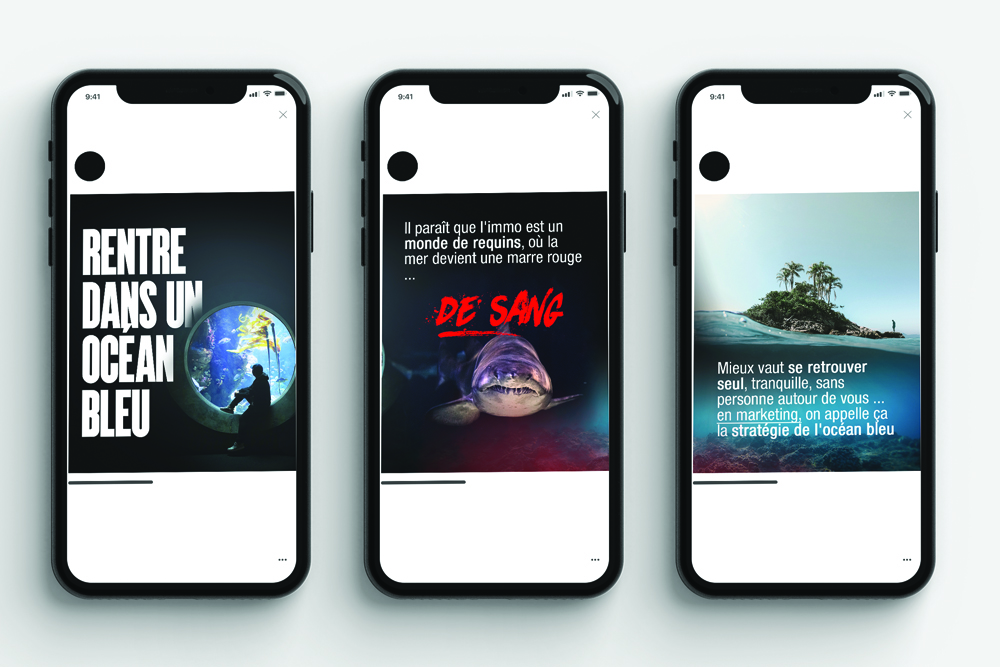 9:41
RENTRE
DANS UN
OCÉAN
BLEU
9:41
Il paraît que l'immo est un
monde de requins, où la
mer devient une marre rouge
...
DE SANG
9:41
Mieux vaut se retrouver
seul, tranquille, sans
personne autour de vous ...
en marketing, on appelle ça
la stratégie de l'océan bleu